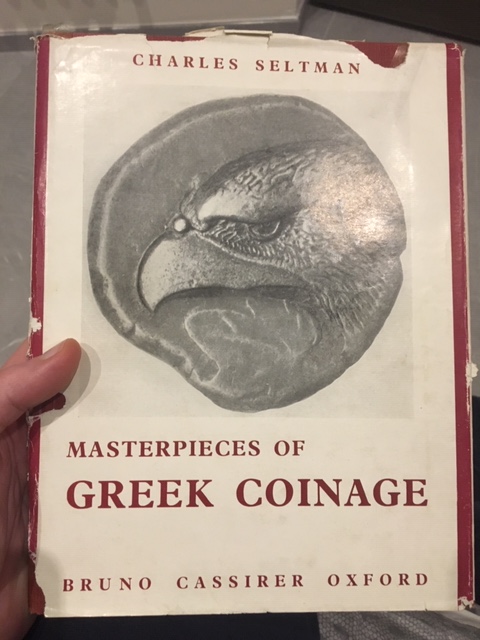 CHARLES SELTMAN
MASTERPIECES OF
GREEK COINAGE
BRUNO CASSIRER OXFORD